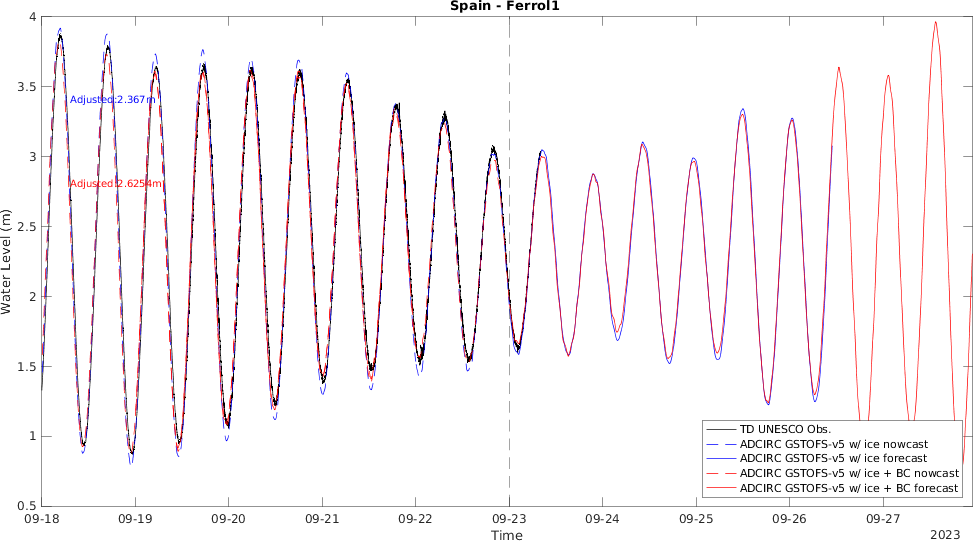 Spain - Ferrol1
4
3.5
3
2.5
2
1.5
1
0.5
Water Level (m)
Adjusted:2.367m
Adjusted:2.6254m
TD UNESCO Obs.
ADCIRC GSTOFS-v5 w/ ice nowcast
ADCIRC GSTOFS-v5 w/ ice forecast
ADCIRC GSTOFS-v5 w/ ice + BC nowcast
ADCIRC GSTOFS-v5 w/ ice + BC forecast
09-18 09-19 09-20 09-21 09-22 09-23 09-24 09-25 09-26 09-27
Time
2023